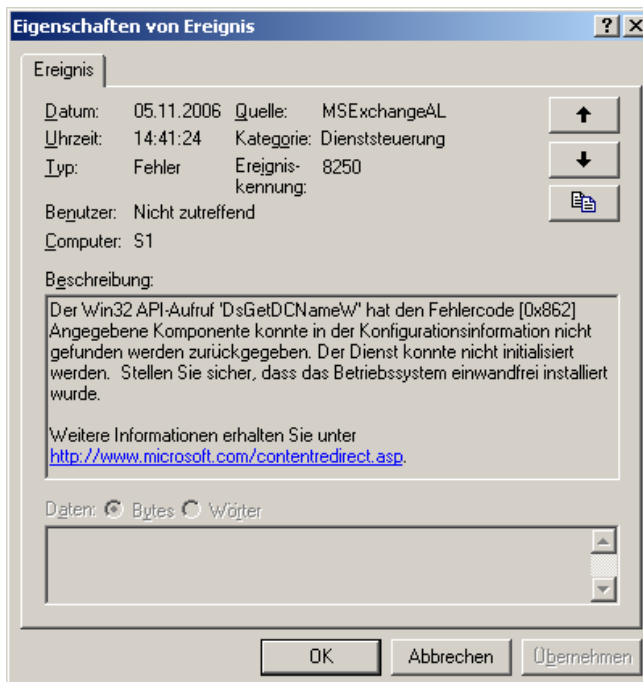 Eigenschaften von Ereignis
Ereignis
Datum: 05.11.2006 Quelle: MSExchangeAL
Uhrzeit: 14:41:24 Kategorie: Dienststeuerung
Typ: Fehler Ereignis-
kennung: 8250
Benutzer: Nicht zutreffend
Computer: S1
Beschreibung:
Der Win32 API-Aufruf 'DsGetDCNameW' hat den Fehlercode [0x862]
Angegebene Komponente konnte in der Konfigurationsinformation nicht
gefunden werden zurückgegeben. Der Dienst konnte nicht initialisiert
werden. Stellen Sie sicher, dass das Betriebssystem einwandfrei installiert
wurde.
Weitere Informationen erhalten Sie unter
http://www.microsoft.com/contentredirect.asp.
Daten: Bytes Wörter
OK Abbrechen Übernehmen